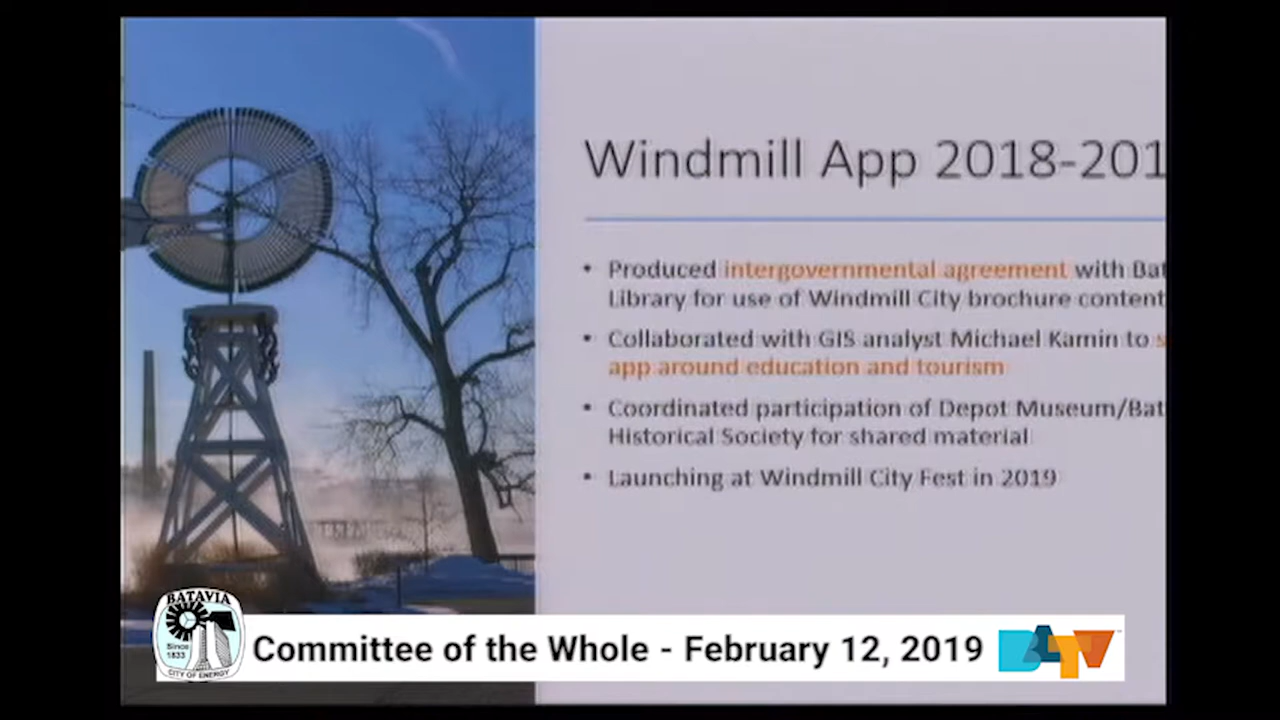 Windmill App 2018-201
• Produced intergovernmental agreement with Bat
Library for use of Windmill City brochure content
• Collaborated with GIS analyst Michael Kamin to s
app around education and tourism
• Coordinated participation of Depot Museum/Bat
Historical Society for shared material
• Launching at Windmill City Fest in 2019
BATAVIA
Since
1833
CITY OF ENERGY
Committee of the Whole - February 12, 2019
BATV